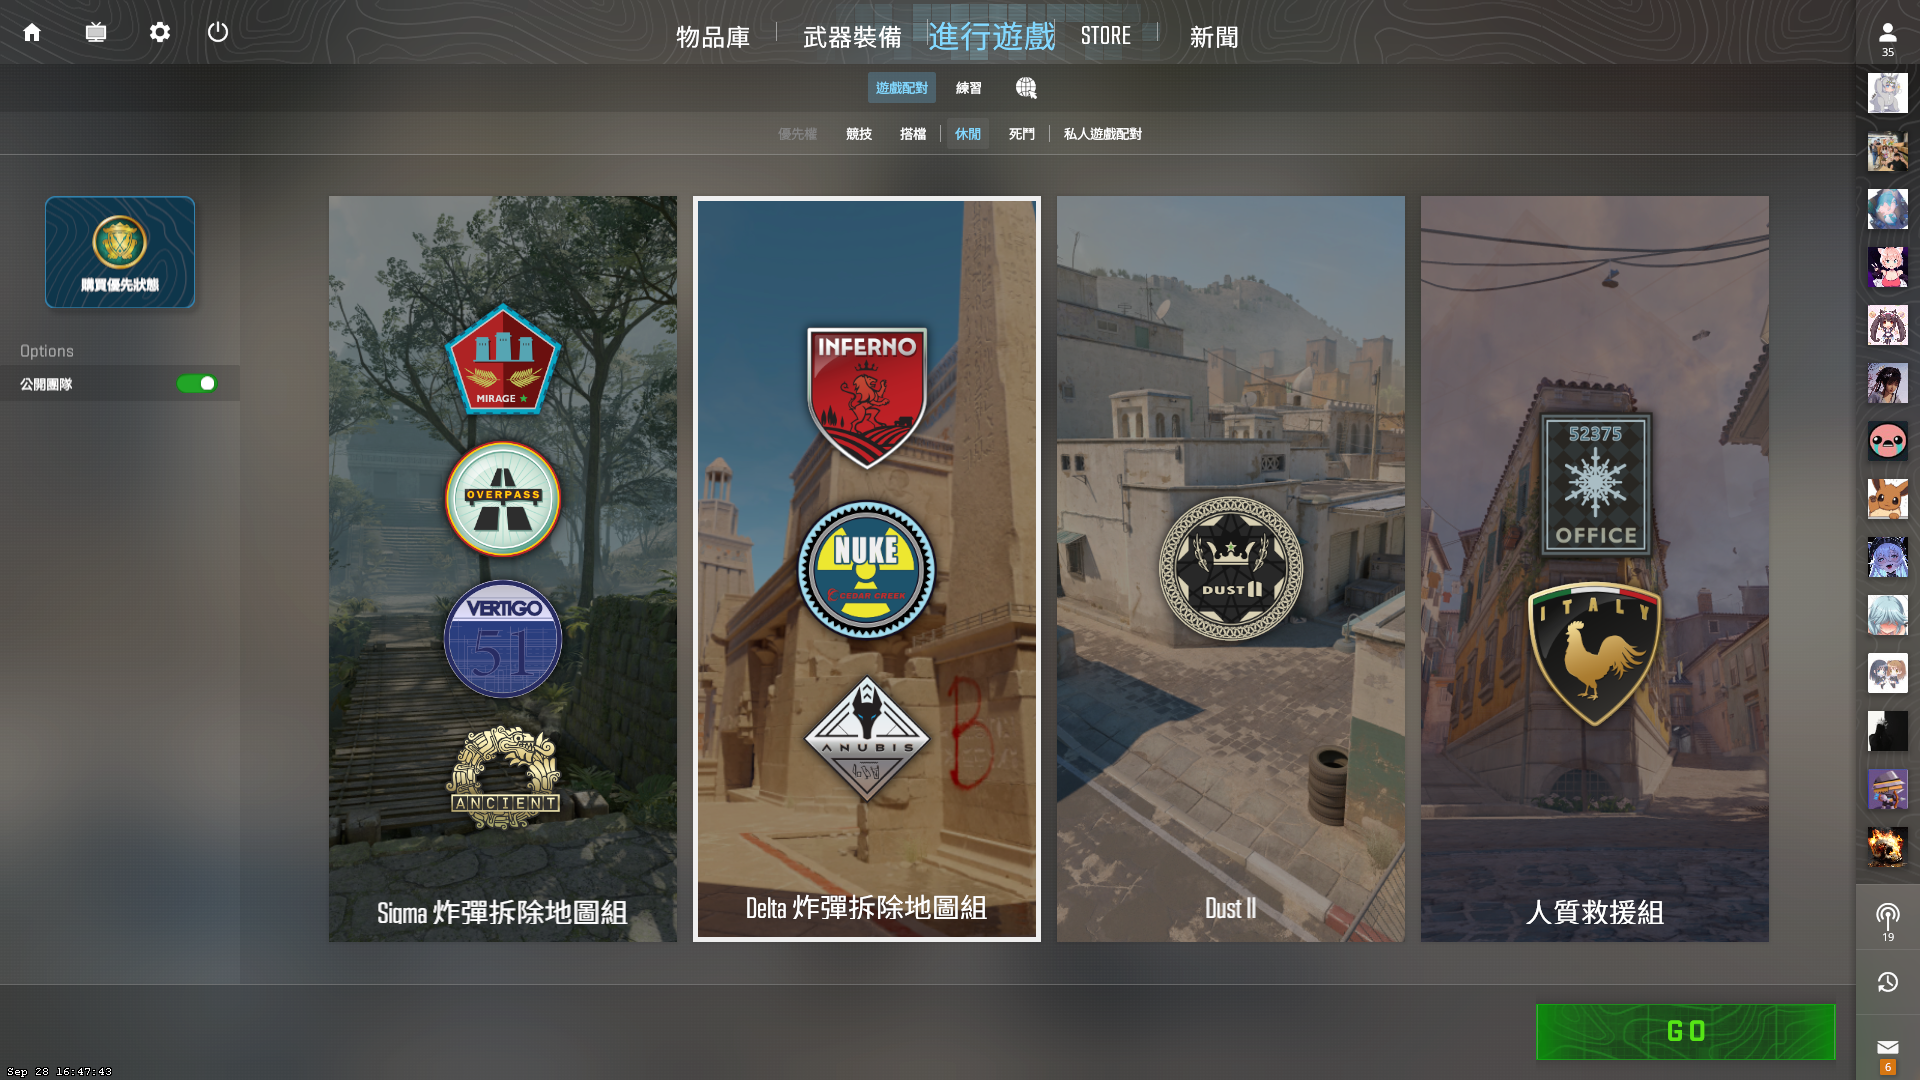 物品庫
武器裝備
進行遊戲
STORE
新聞
35
遊戲配對
練習
優先權
競技
搭檔
休閒
死鬥
私人遊戲配對
購買優先狀態
Options
公開團隊
MIRAGE
OVERPASS
VERTIGO
51
ANCIENT
Sigma 炸彈拆除地圖組
INFERNO
NUKE
CEDAR CREEK
ANUBIS
B
Delta 炸彈拆除地圖組
DUST II
Dust II
52375
OFFICE
ITALY
人質救援組
19
GO
6
Sep 28 16:47:43